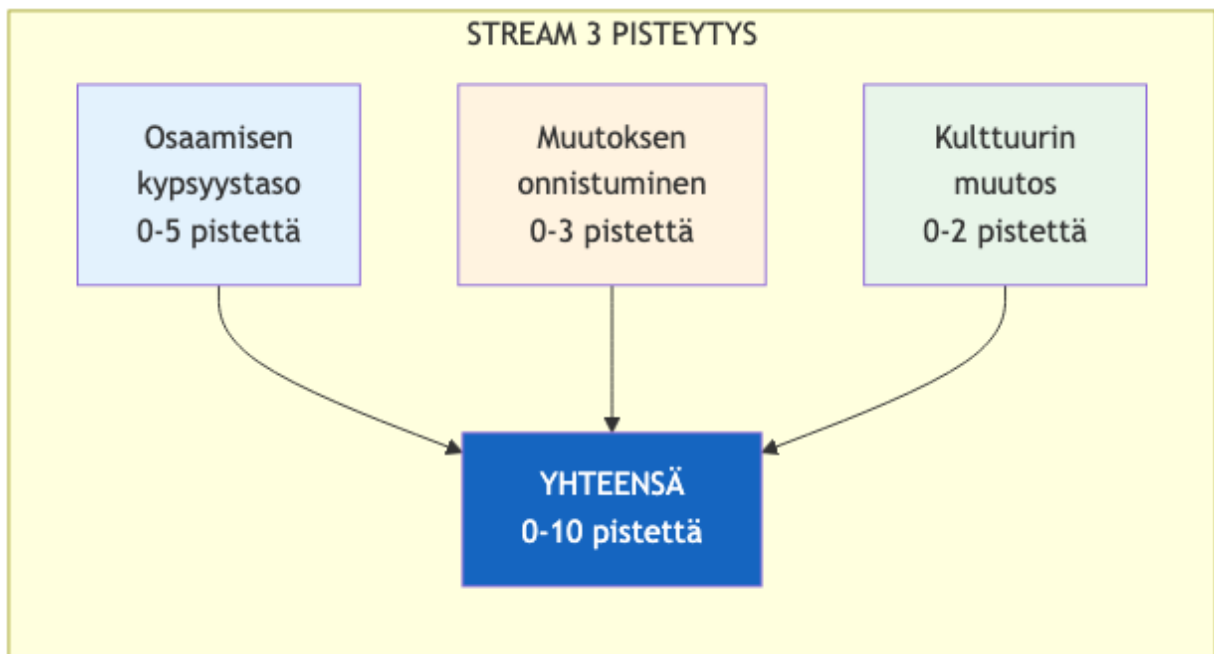 STREAM 3 PISTEYTYS
Osaamisen
kypsyystaso
0-5 pistettä
Muutoksen
onnistuminen
0-3 pistettä
Kulttuurin
muutos
0-2 pistettä
YHTEENSÄ
0-10 pistettä